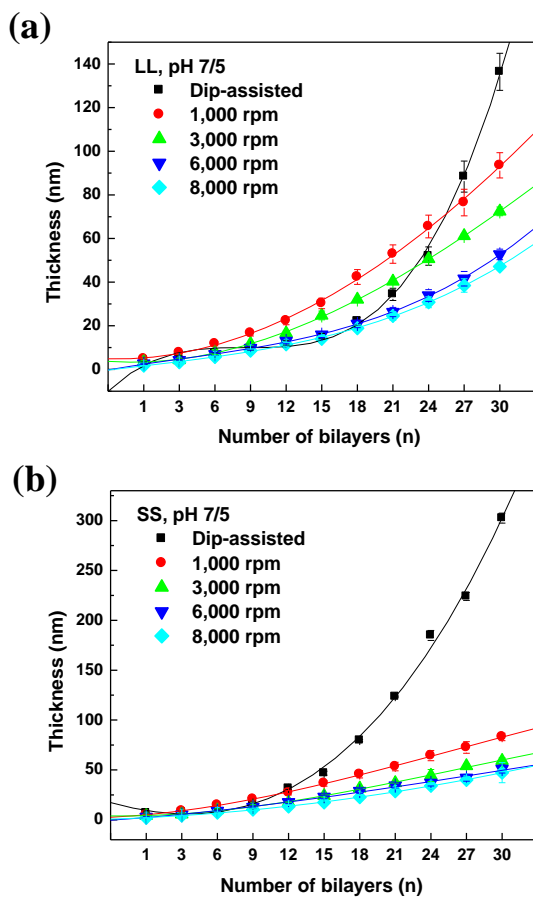 (a)
LL, pH 7/5
Dip-assisted
1,000 rpm
3,000 rpm
6,000 rpm
8,000 rpm
Thickness (nm)
140
120
100
80
60
40
20
0
1 3 6 9 12 15 18 21 24 27 30
Number of bilayers (n)
(b)
SS, pH 7/5
Dip-assisted
1,000 rpm
3,000 rpm
6,000 rpm
8,000 rpm
Thickness (nm)
300
250
200
150
100
50
0
1 3 6 9 12 15 18 21 24 27 30
Number of bilayers (n)